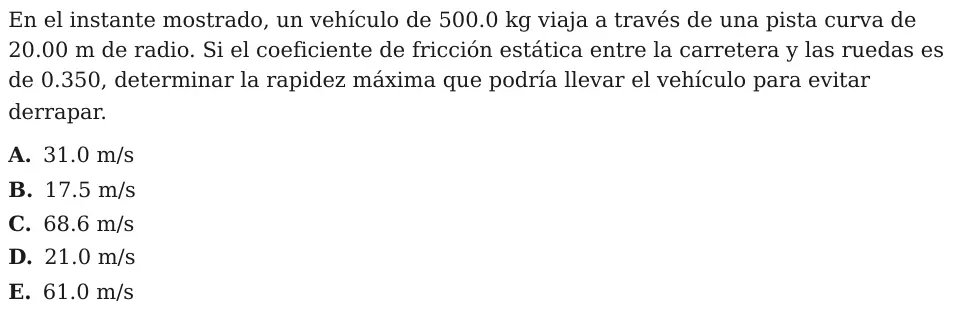 En el instante mostrado, un vehículo de 500.0 kg viaja a través de una pista curva de
20.00 m de radio. Si el coeficiente de fricción estática entre la carretera y las ruedas es
de 0.350, determinar la rapidez máxima que podría llevar el vehículo para evitar
derrapar.
A. 31.0 m/s
B. 17.5 m/s
C. 68.6 m/s
D. 21.0 m/s
E. 61.0 m/s